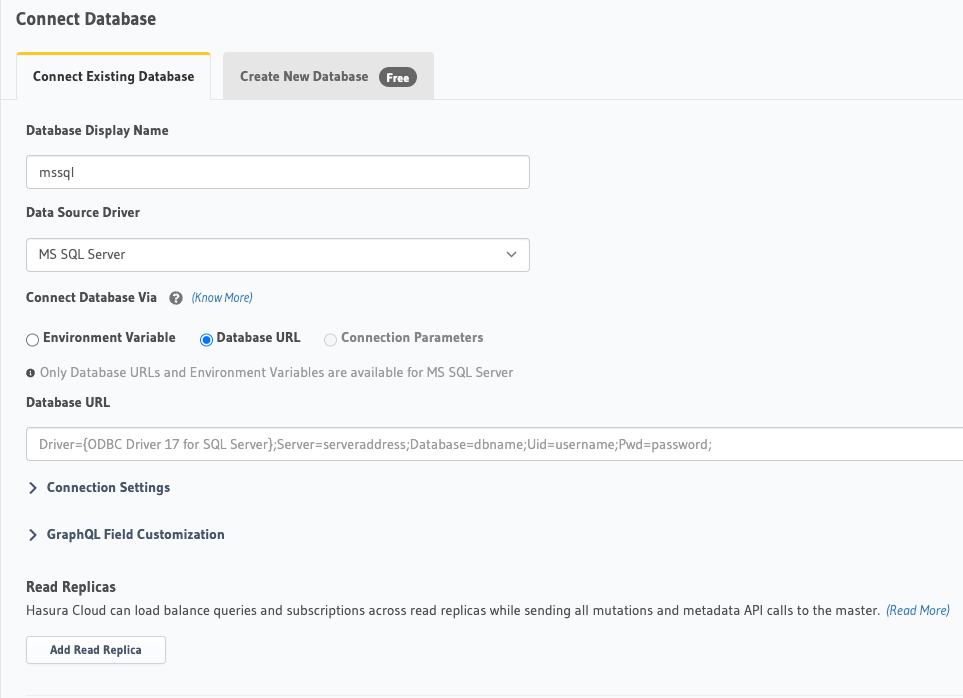 Connect Database
Connect Existing Database
Create New Database Free
Database Display Name
mssql
Data Source Driver
MS SQL Server
Connect Database Via ? (Know More)
Environment Variable Database URL Connection Parameters
Only Database URLs and Environment Variables are available for MS SQL Server
Database URL
Driver={ODBC Driver 17 for SQL Server};Server=serveraddress;Database=dbname;Uid=username;Pwd=password;
Connection Settings
GraphQL Field Customization
Read Replicas
Hasura Cloud can load balance queries and subscriptions across read replicas while sending all mutations and metadata API calls to the master. (Read More)
Add Read Replica